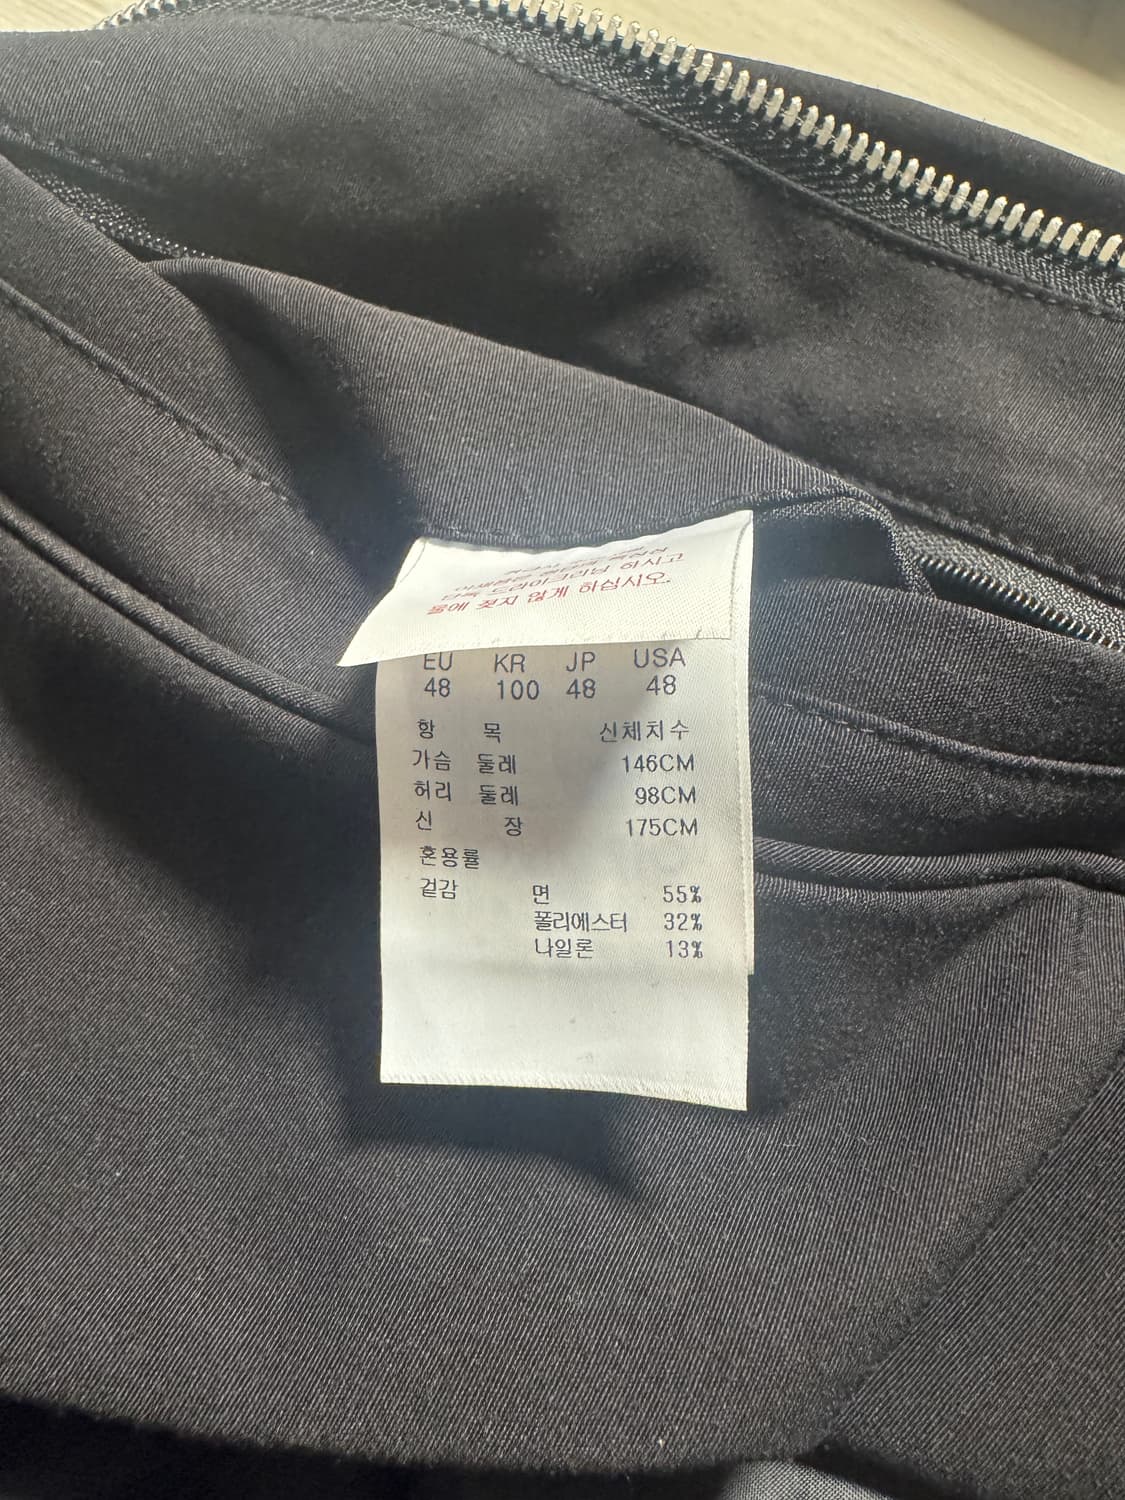 단독 드라이크리닝 하시고
물에 젖지 않게 하십시오.
EU KR JP USA
48 100 48 48
항 목 신체치수
가슴 둘레 146CM
허리 둘레 98CM
신 장 175CM
혼용률
겉감 면 55%
폴리에스터 32%
나일론 13%